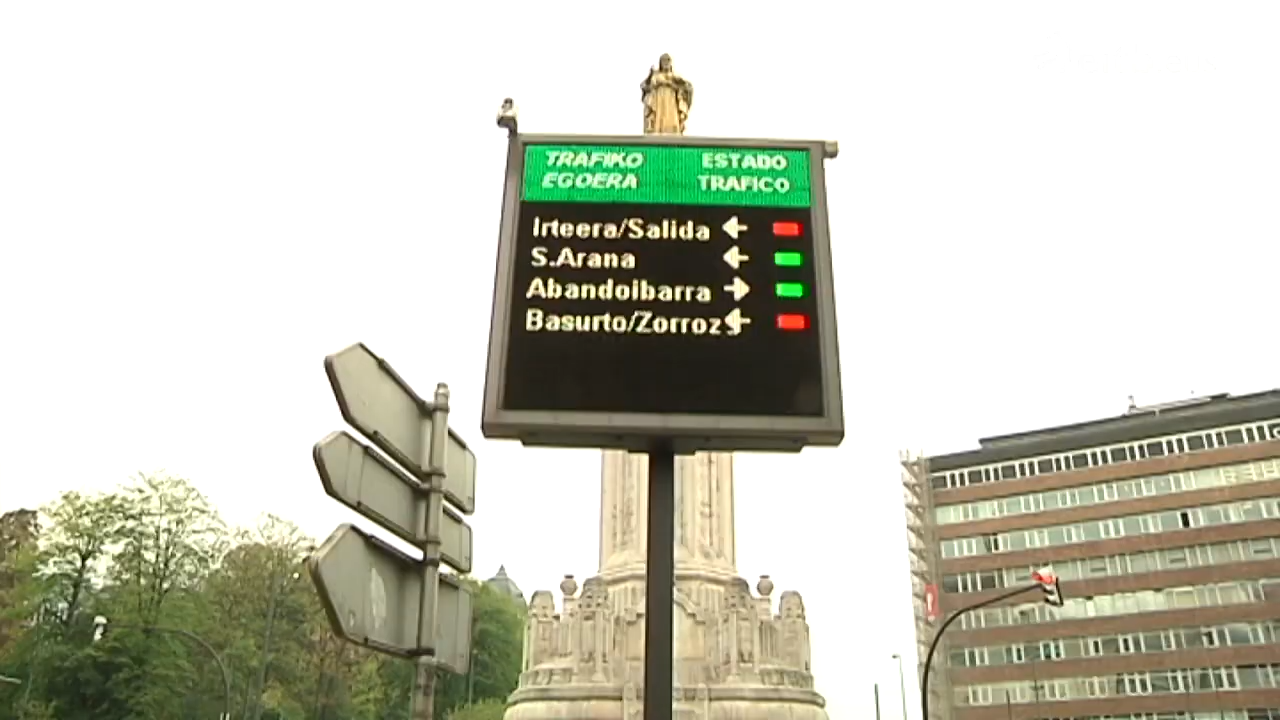 TRAFIKO ESTADO
EGOERA TRAFICO
Irteera/Salida
S.Arana
Abandoibarra
Basurto/Zorroz